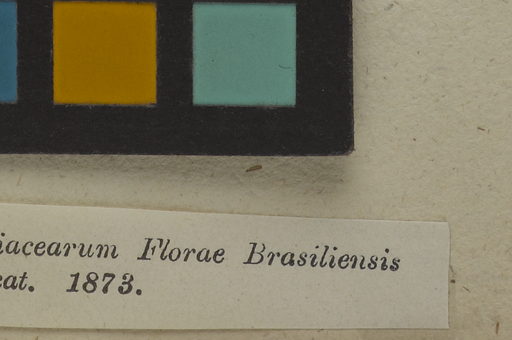 iacearum Florae Brasiliensis
cat. 1873.